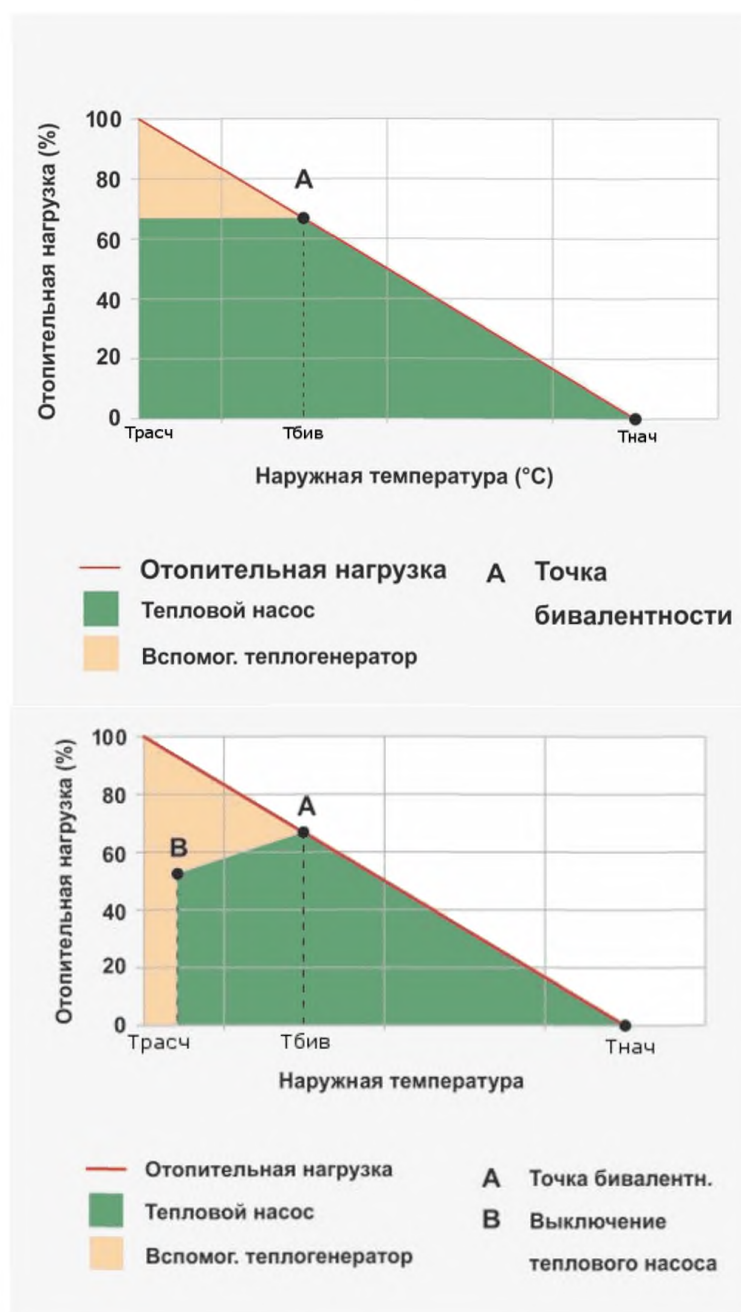 Отопительная нагрузка (%)
100
80
60
40
20
0
A
Трасч
Тбив
Тнач
Наружная температура (°C)
Отопительная нагрузка
Тепловой насос
Вспомог. теплогенератор
A Точка
бивалентности
Отопительная нагрузка (%)
100
80
60
40
20
0
A
B
Трасч
Тбив
Тнач
Наружная температура
Отопительная нагрузка
Тепловой насос
Вспомог. теплогенератор
A Точка бивалентн.
B Выключение
теплового насоса